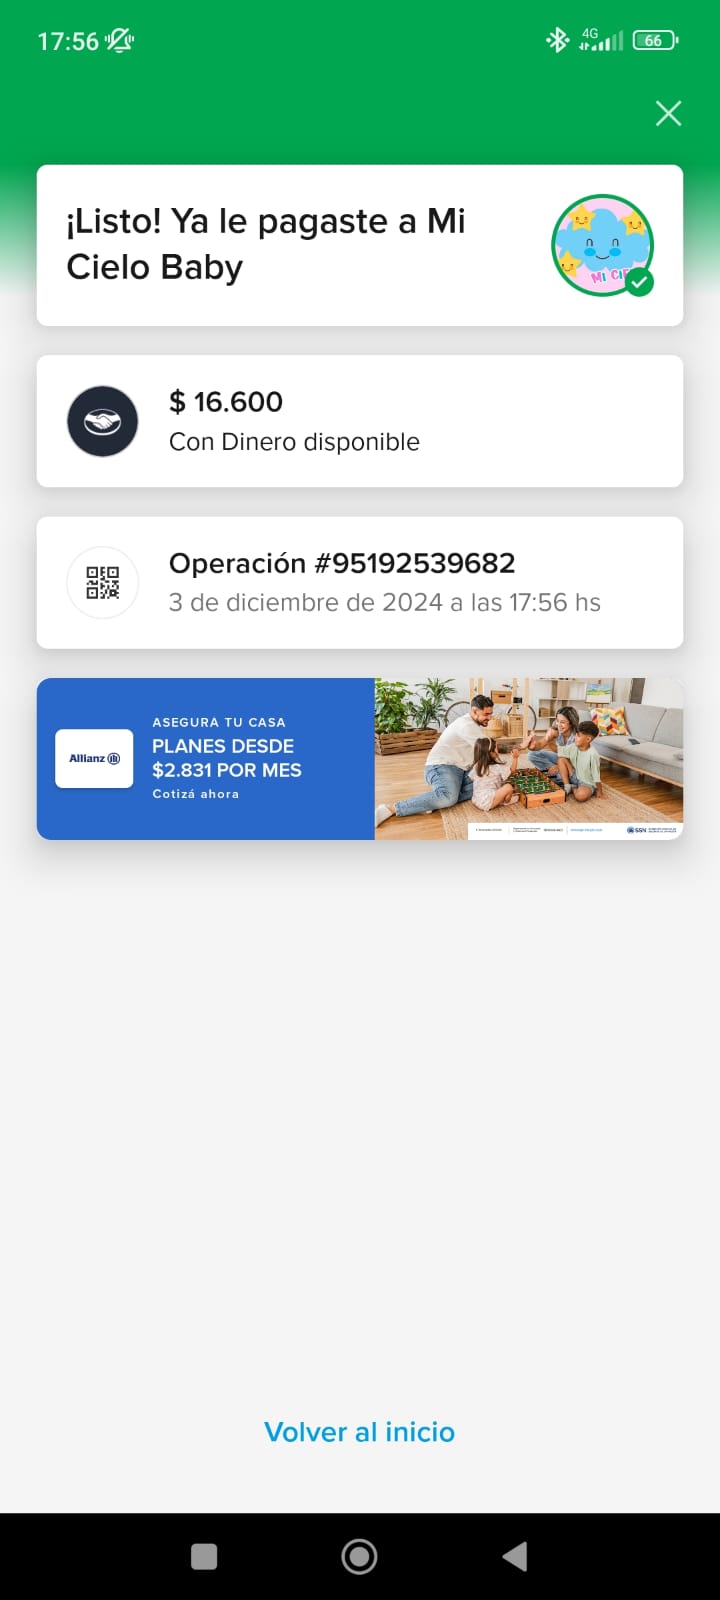 17:56
4G
66
¡Listo! Ya le pagaste a Mi
Cielo Baby
MI CIE
$ 16.600
Con Dinero disponible
Operación #95192539682
3 de diciembre de 2024 a las 17:56 hs
ASEGURA TU CASA
Allianz
PLANES DESDE
$2.831 POR MES
Cotizá ahora
SSN
Volver al inicio